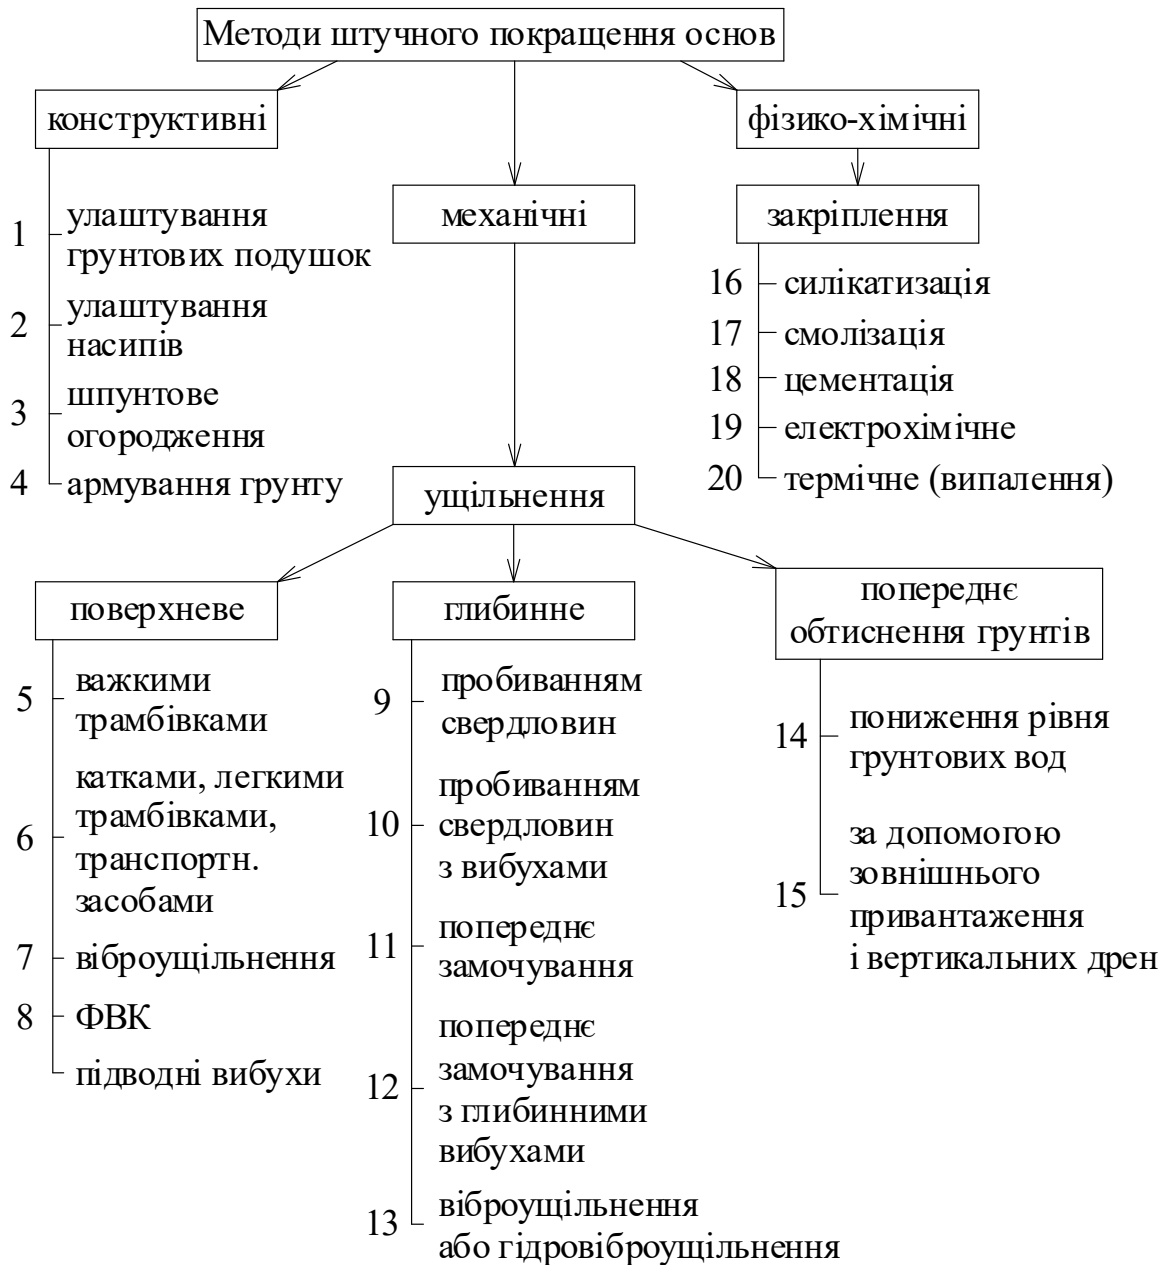 Методи штучного покращення основ
конструктивні
1 улаштування
грунтових подушок
2 улаштування
насипів
3 шпунтове
огородження
4 армування грунту
механічні
фізико-хімічні
закріплення
16 силікатизація
17 смолізація
18 цементація
19 електрохімічне
20 термічне (випалення)
ущільнення
поверхневе
5 важкими
трамбівками
6 катками, легкими
трамбівками,
транспортн.
засобами
7 віброущільнення
8 ФВК
підводні вибухи
глибинне
9 пробиванням
свердловин
10 пробиванням
свердловин
з вибухами
11 попереднє
замочування
12 попереднє
замочування
з глибинними
вибухами
13 віброущільнення
або гідровіброущільнення
попереднє
обтиснення грунтів
14 пониження рівня
грунтових вод
15 за допомогою
зовнішнього
привантаження
і вертикальних дрен